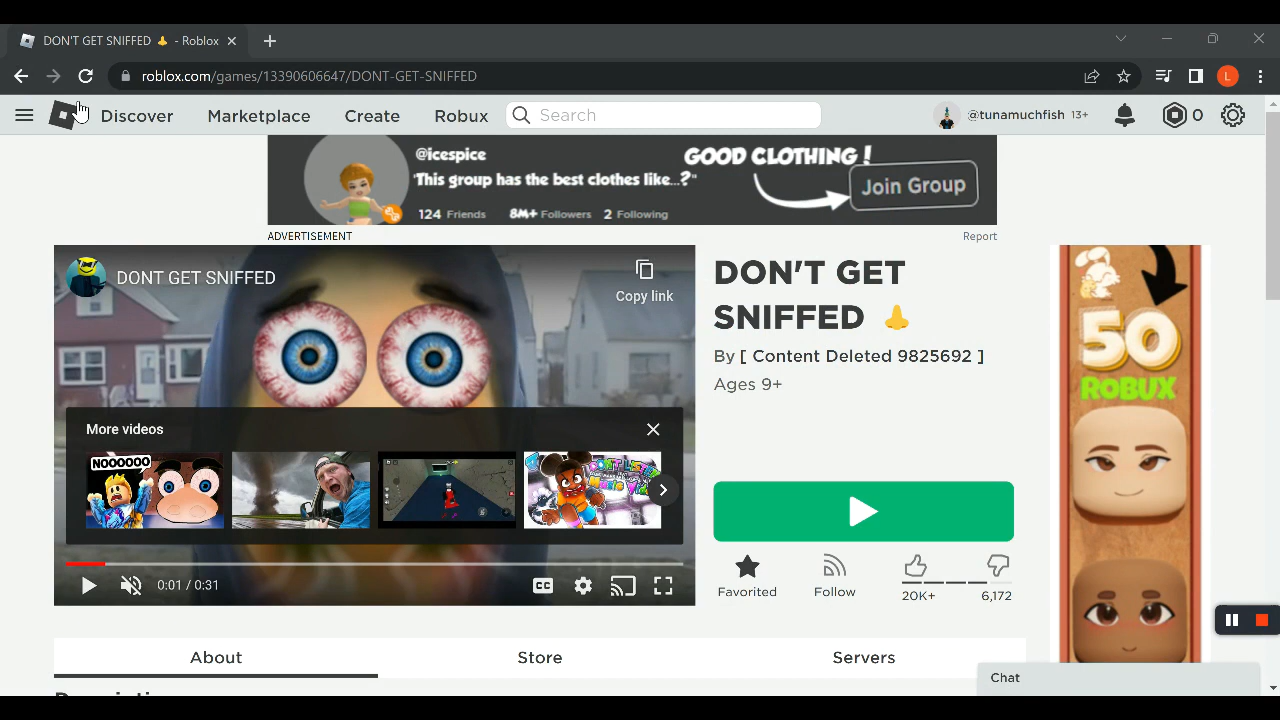 DON'T GET SNIFFED 👃 - Roblox
roblox.com/games/13390606647/DONT-GET-SNIFFED
L
Discover
Marketplace
Create
Robux
Search
@tunamuchfish 13+
0
@icespice
"This group has the best clothes like...?"
124 Friends 8M+ Followers 2 Following
GOOD CLOTHING!
Join Group
ADVERTISEMENT
Report
DONT GET SNIFFED
Copy link
More videos
NOOOOOO
0:01 / 0:31
CC
DON'T GET
SNIFFED 👃
By [ Content Deleted 9825692 ]
Ages 9+
Favorited
Follow
20K+
6,172
50
ROBUX
About
Store
Servers
Chat